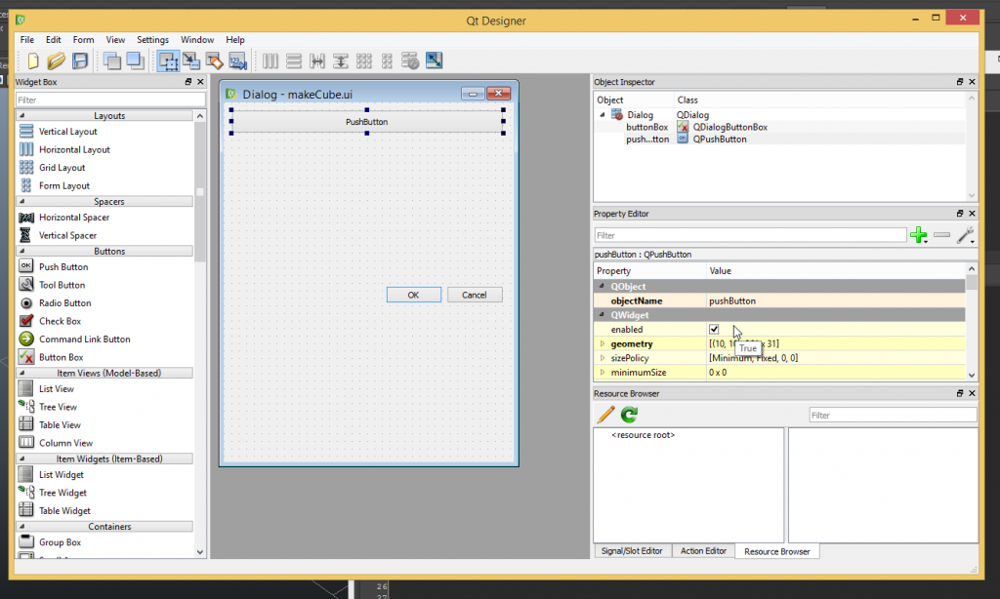 Qt Designer
File Edit Form View Settings Window Help
Widget Box
Filter
Layouts
Vertical Layout
Horizontal Layout
Grid Layout
Form Layout
Spacers
Horizontal Spacer
Vertical Spacer
Buttons
Push Button
Tool Button
Radio Button
Check Box
Command Link Button
Button Box
Item Views (Model-Based)
List View
Tree View
Table View
Column View
Item Widgets (Item-Based)
List Widget
Tree Widget
Table Widget
Containers
Group Box
Dialog - makeCube.ui
PushButton
OK Cancel
Object Inspector
Object Class
Dialog QDialog
buttonBox QDialogButtonBox
push...tton QPushButton
Property Editor
Filter
pushButton : QPushButton
Property Value
QObject
objectName pushButton
QWidget
enabled
True
geometry [(10, 10), x 31]
sizePolicy [Minimum, Fixed, 0, 0]
minimumSize 0 x 0
Resource Browser
Filter
<resource root>
Signal/Slot Editor Action Editor Resource Browser
26